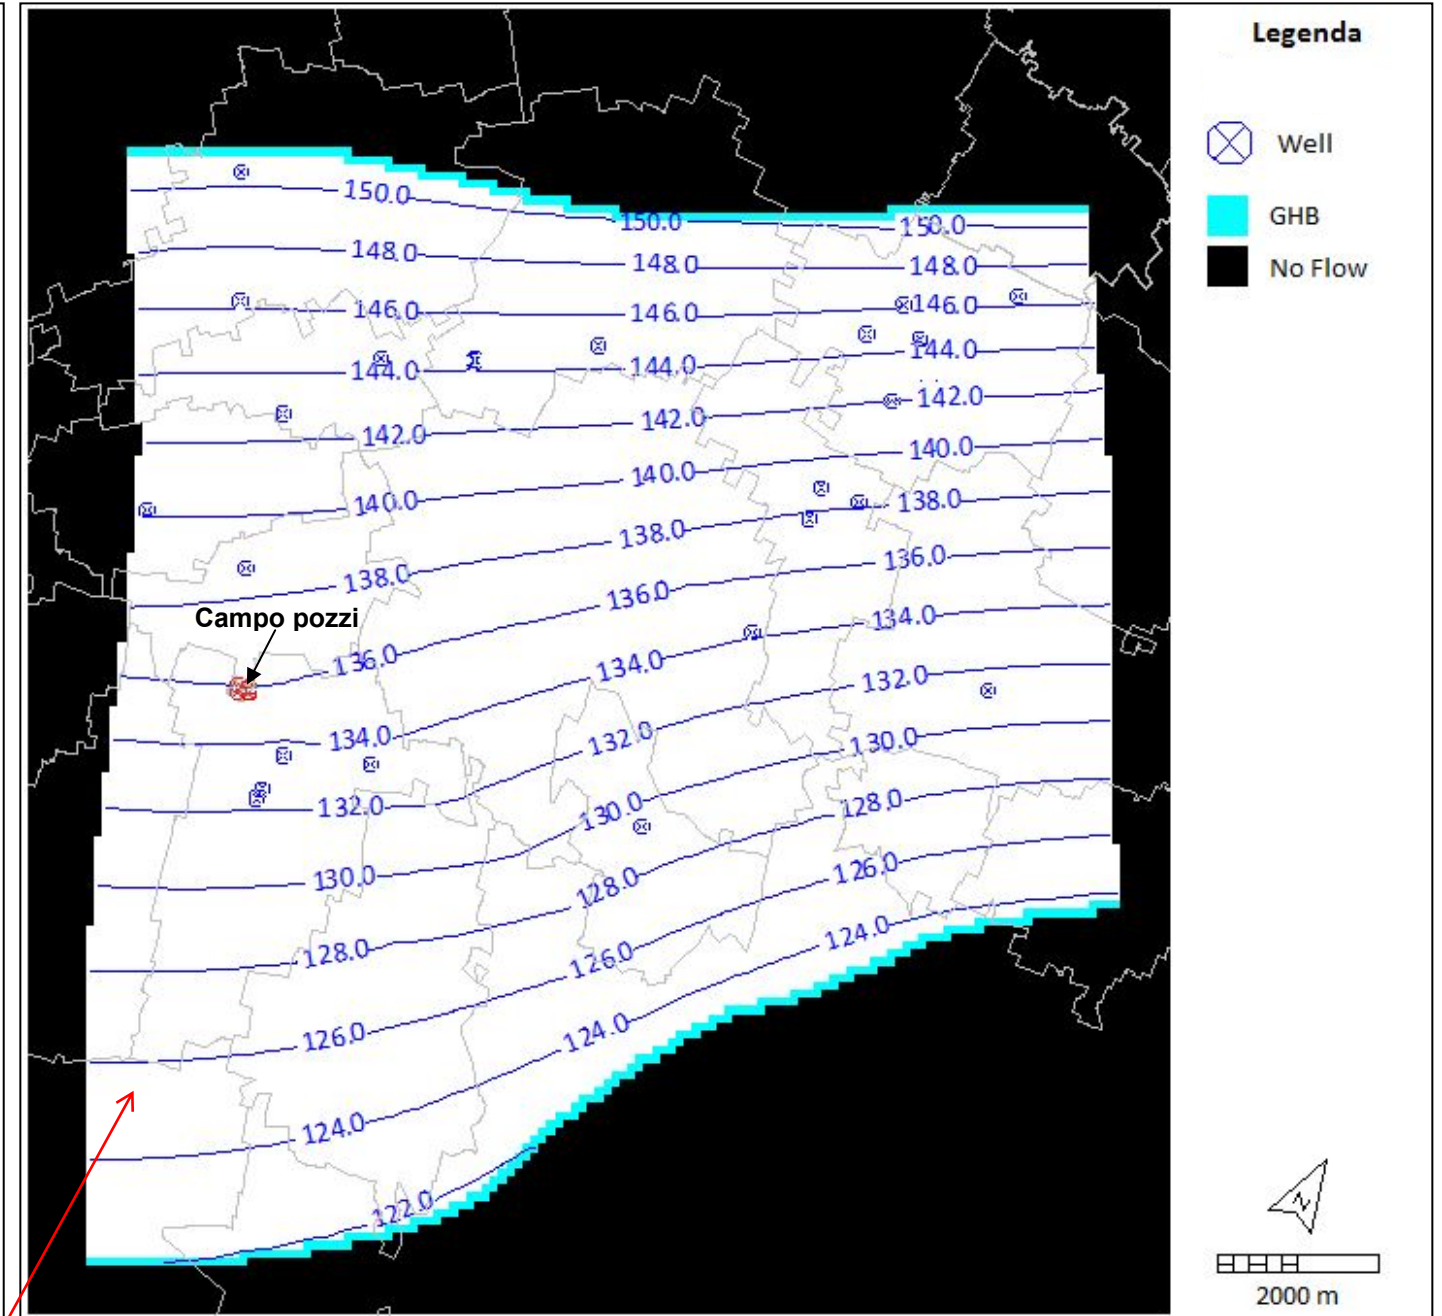 Legenda
Well
GHB
No Flow
150.0 150.0 150.0
148.0 148.0 148.0
146.0 146.0 146.0
144.0 144.0 144.0
142.0 142.0 142.0
140.0 140.0 140.0
138.0 138.0 138.0
136.0 136.0 136.0
Campo pozzi
134.0 134.0 134.0
132.0 132.0 132.0
130.0 130.0 130.0
128.0 128.0 128.0
126.0 126.0 126.0
124.0 124.0 124.0
122.0
N
2000 m